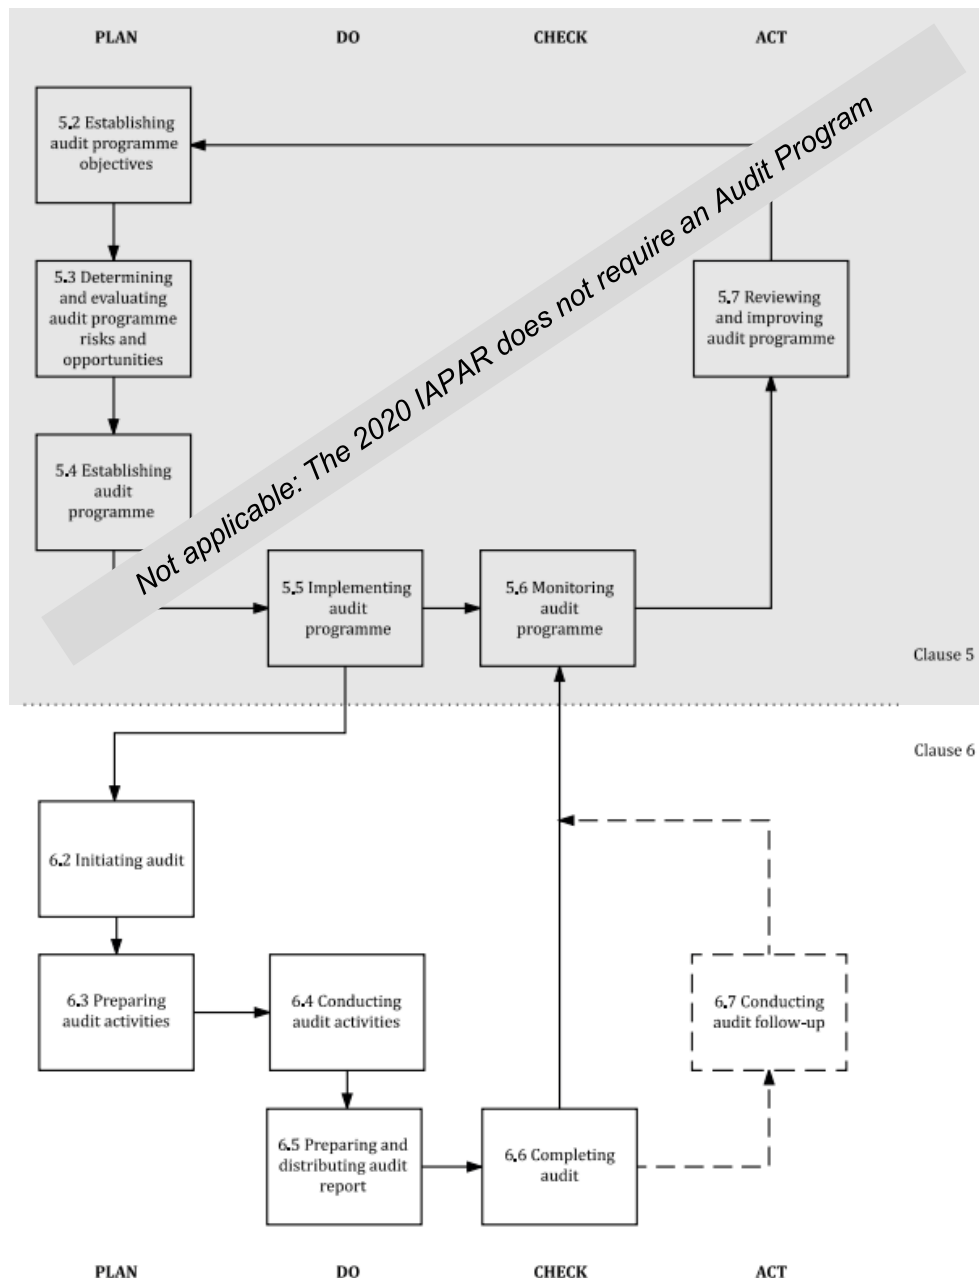 PLAN DO CHECK ACT
5.2 Establishing
audit programme
objectives
5.3 Determining
and evaluating
audit programme
risks and
opportunities
5.7 Reviewing
and improving
audit programme
Not applicable: The 2020 IAPAR does not require an Audit Program
5.4 Establishing
audit
programme
5.5 Implementing
audit
programme
5.6 Monitoring
audit
programme
Clause 5
Clause 6
6.2 Initiating audit
6.3 Preparing
audit activities
6.4 Conducting
audit activities
6.7 Conducting
audit follow-up
6.5 Preparing and
distributing audit
report
6.6 Completing
audit
PLAN DO CHECK ACT